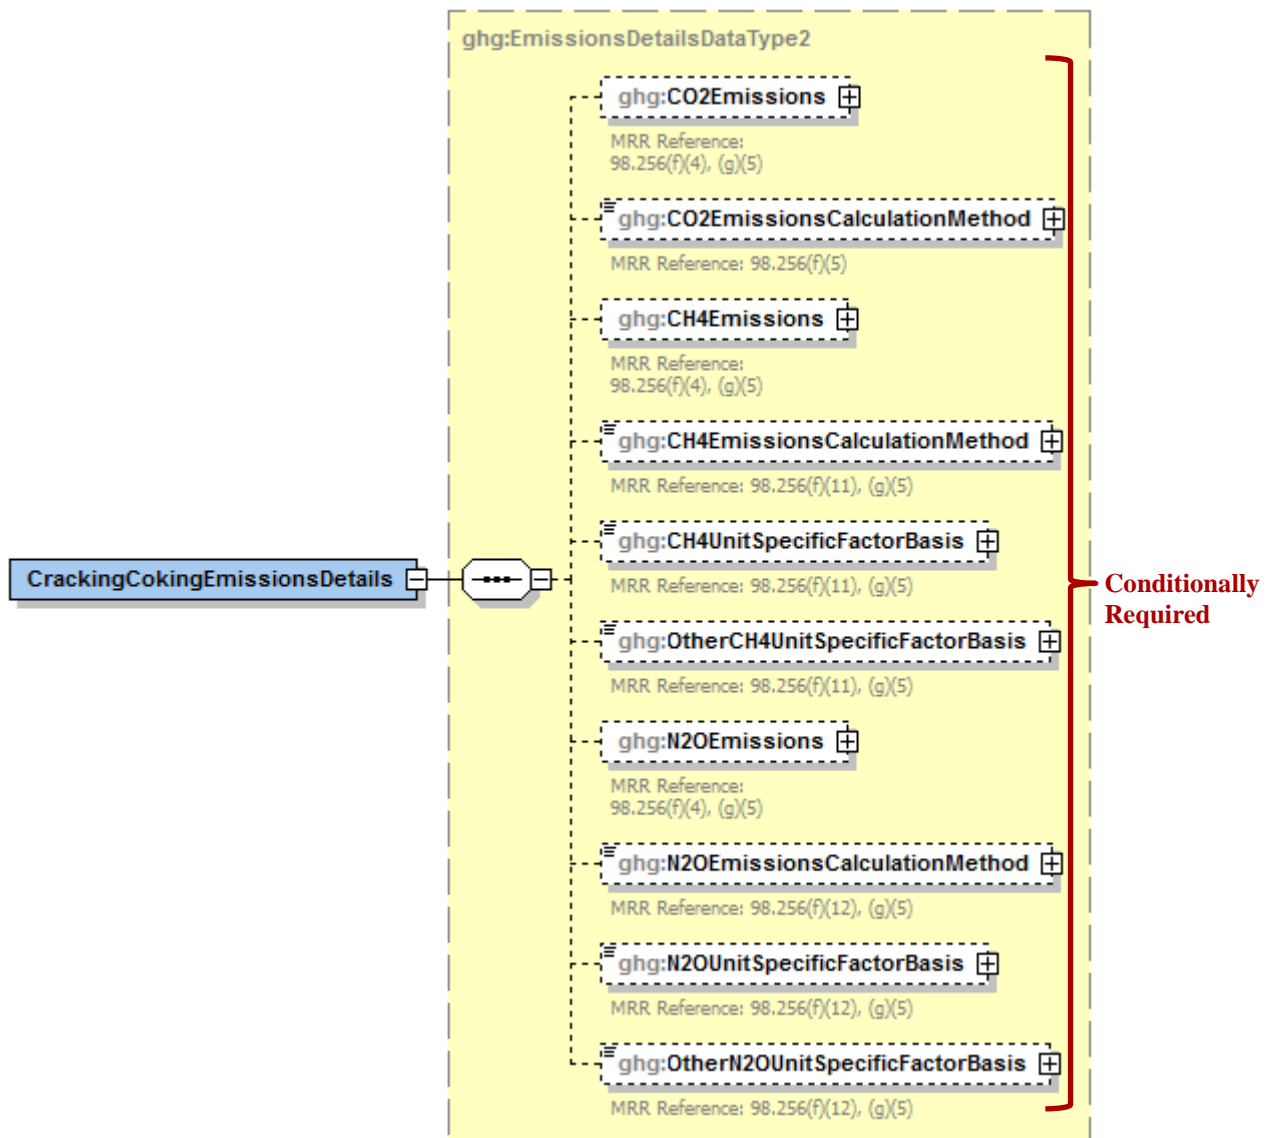 ghg:EmissionsDetailsDataType2
ghg:CO2Emissions
MRR Reference:
98.256(f)(4), (g)(5)
ghg:CO2EmissionsCalculationMethod
MRR Reference: 98.256(f)(5)
ghg:CH4Emissions
MRR Reference:
98.256(f)(4), (g)(5)
ghg:CH4EmissionsCalculationMethod
MRR Reference: 98.256(f)(11), (g)(5)
ghg:CH4UnitSpecificFactorBasis
MRR Reference: 98.256(f)(11), (g)(5)
CrackingCokingEmissionsDetails
Conditionally
Required
ghg:OtherCH4UnitSpecificFactorBasis
MRR Reference: 98.256(f)(11), (g)(5)
ghg:N2OEmissions
MRR Reference:
98.256(f)(4), (g)(5)
ghg:N2OEmissionsCalculationMethod
MRR Reference: 98.256(f)(12), (g)(5)
ghg:N2OUnitSpecificFactorBasis
MRR Reference: 98.256(f)(12), (g)(5)
ghg:OtherN2OUnitSpecificFactorBasis
MRR Reference: 98.256(f)(12), (g)(5)